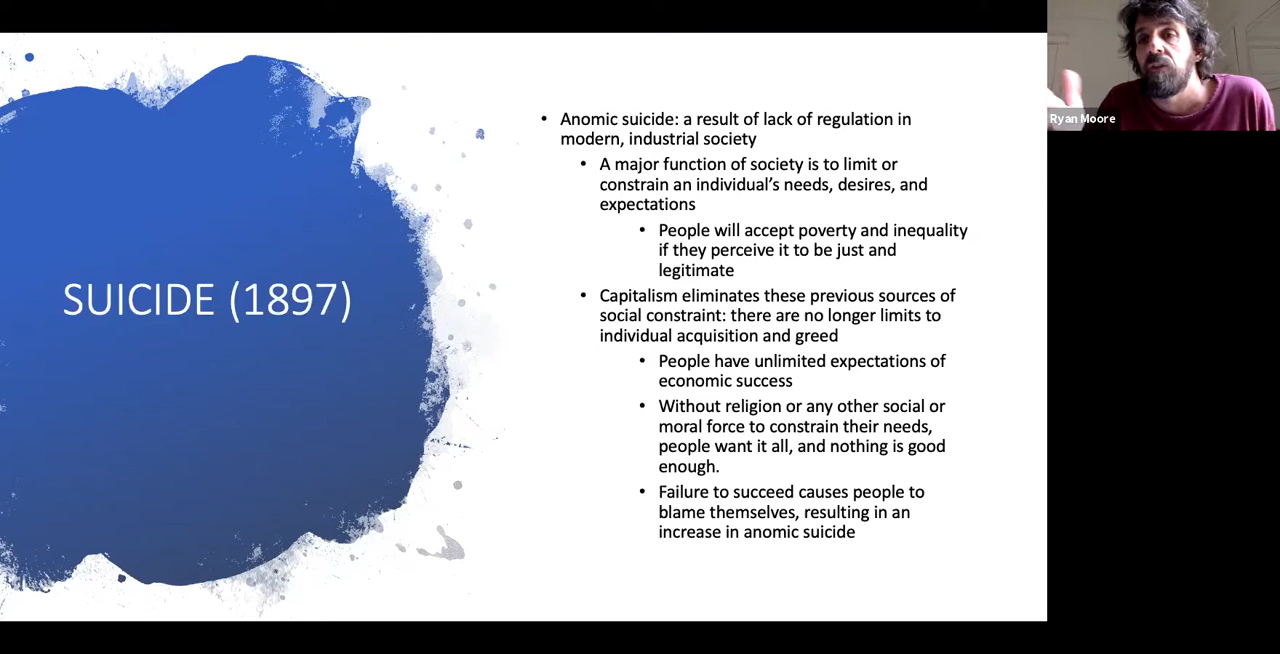 SUICIDE (1897)
• Anomic suicide: a result of lack of regulation in
modern, industrial society
• A major function of society is to limit or
constrain an individual's needs, desires, and
expectations
• People will accept poverty and inequality
if they perceive it to be just and
legitimate
• Capitalism eliminates these previous sources of
social constraint: there are no longer limits to
individual acquisition and greed
• People have unlimited expectations of
economic success
• Without religion or any other social or
moral force to constrain their needs,
people want it all, and nothing is good
enough.
• Failure to succeed causes people to
blame themselves, resulting in an
increase in anomic suicide
Ryan Moore